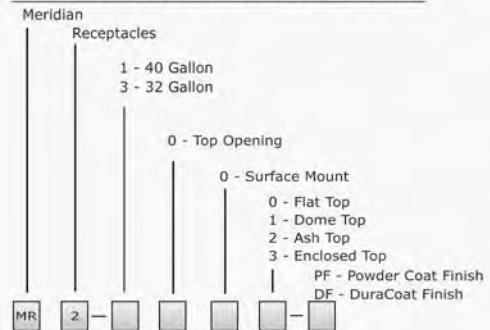 Meridian
Receptacles
1 - 40 Gallon
3 - 32 Gallon
0 - Top Opening
0 - Surface Mount
0 - Flat Top
1 - Dome Top
2 - Ash Top
3 - Enclosed Top
PF - Powder Coat Finish
DF - DuraCoat Finish
MR 2 - -